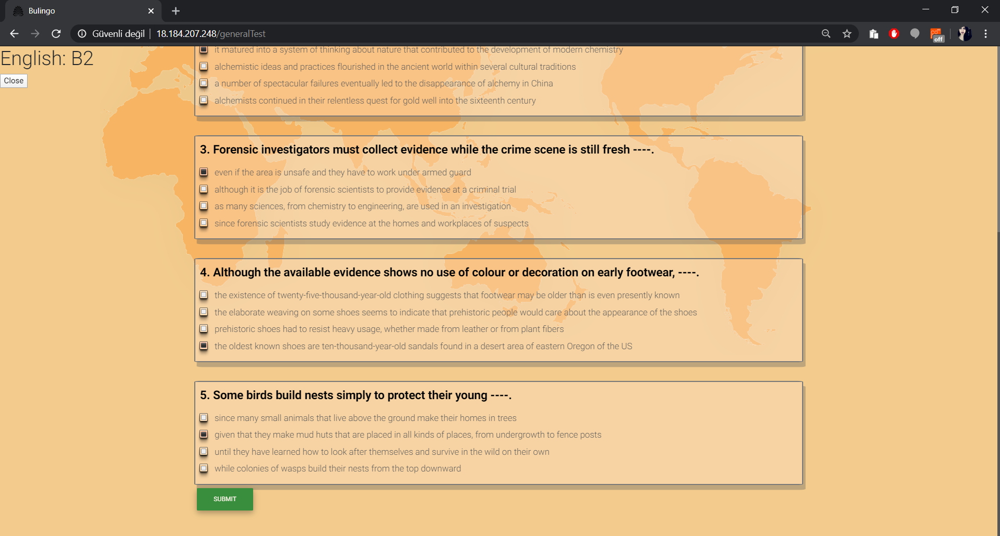 Bulingo
Güvenli değil | 18.184.207.248/generalTest
off
English: B2
Close
it matured into a system of thinking about nature that contributed to the development of modern chemistry
alchemistic ideas and practices flourished in the ancient world within several cultural traditions
a number of spectacular failures eventually led to the disappearance of alchemy in China
alchemists continued in their relentless quest for gold well into the sixteenth century
3. Forensic investigators must collect evidence while the crime scene is still fresh ----.
even if the area is unsafe and they have to work under armed guard
although it is the job of forensic scientists to provide evidence at a criminal trial
as many sciences, from chemistry to engineering, are used in an investigation
since forensic scientists study evidence at the homes and workplaces of suspects
4. Although the available evidence shows no use of colour or decoration on early footwear, ----.
the existence of twenty-five-thousand-year-old clothing suggests that footwear may be older than is even presently known
the elaborate weaving on some shoes seems to indicate that prehistoric people would care about the appearance of the shoes
prehistoric shoes had to resist heavy usage, whether made from leather or from plant fibers
the oldest known shoes are ten-thousand-year-old sandals found in a desert area of eastern Oregon of the US
5. Some birds build nests simply to protect their young ----.
since many small animals that live above the ground make their homes in trees
given that they make mud huts that are placed in all kinds of places, from undergrowth to fence posts
until they have learned how to look after themselves and survive in the wild on their own
while colonies of wasps build their nests from the top downward
SUBMIT